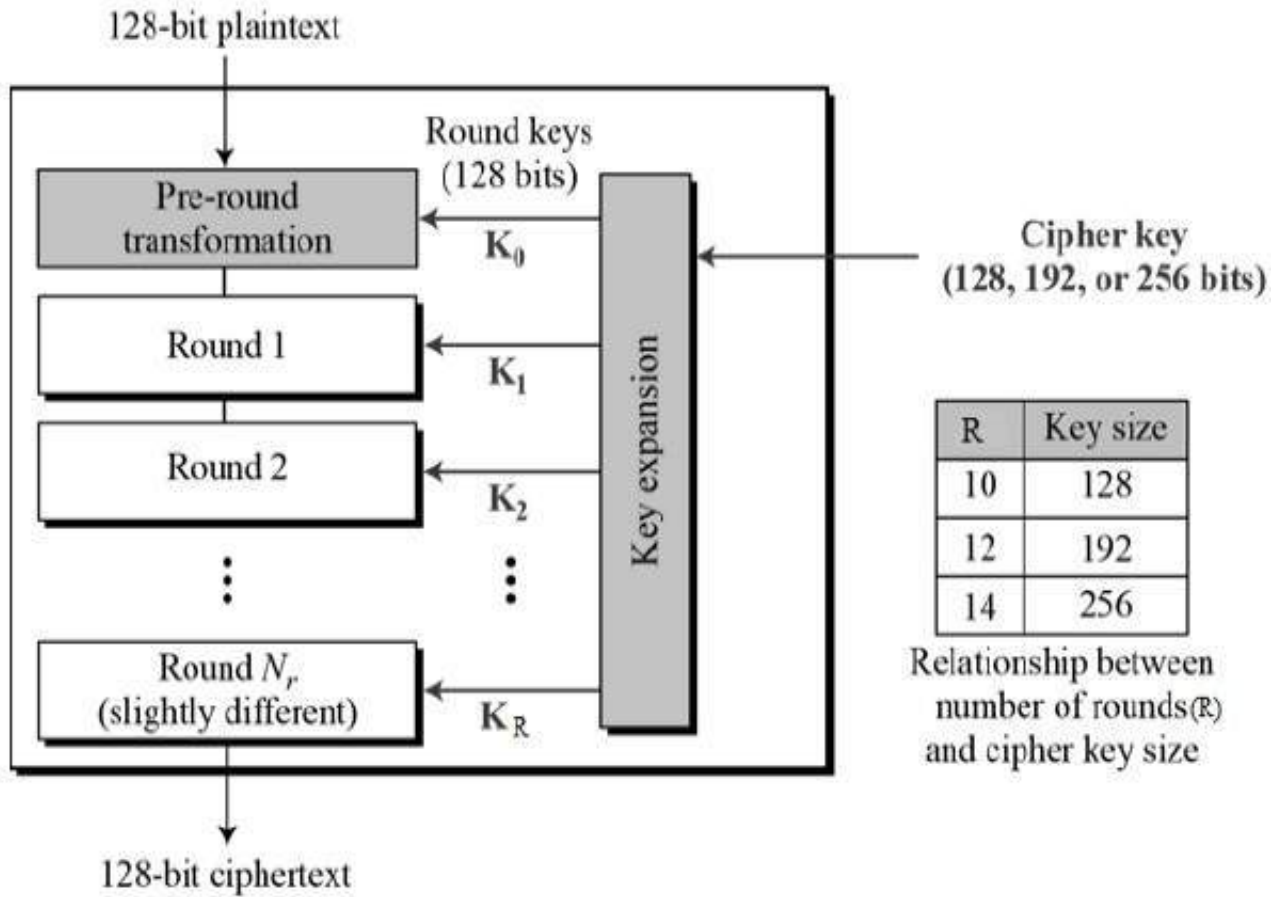 128-bit plaintext
Round keys
(128 bits)
Pre-round
transformation
K0
Cipher key
(128, 192, or 256 bits)
Round 1
K1
Key expansion
Round 2
K2
R Key size
10 128
12 192
14 256
Relationship between
number of rounds(R)
and cipher key size
Round Nr
(slightly different)
KR
128-bit ciphertext